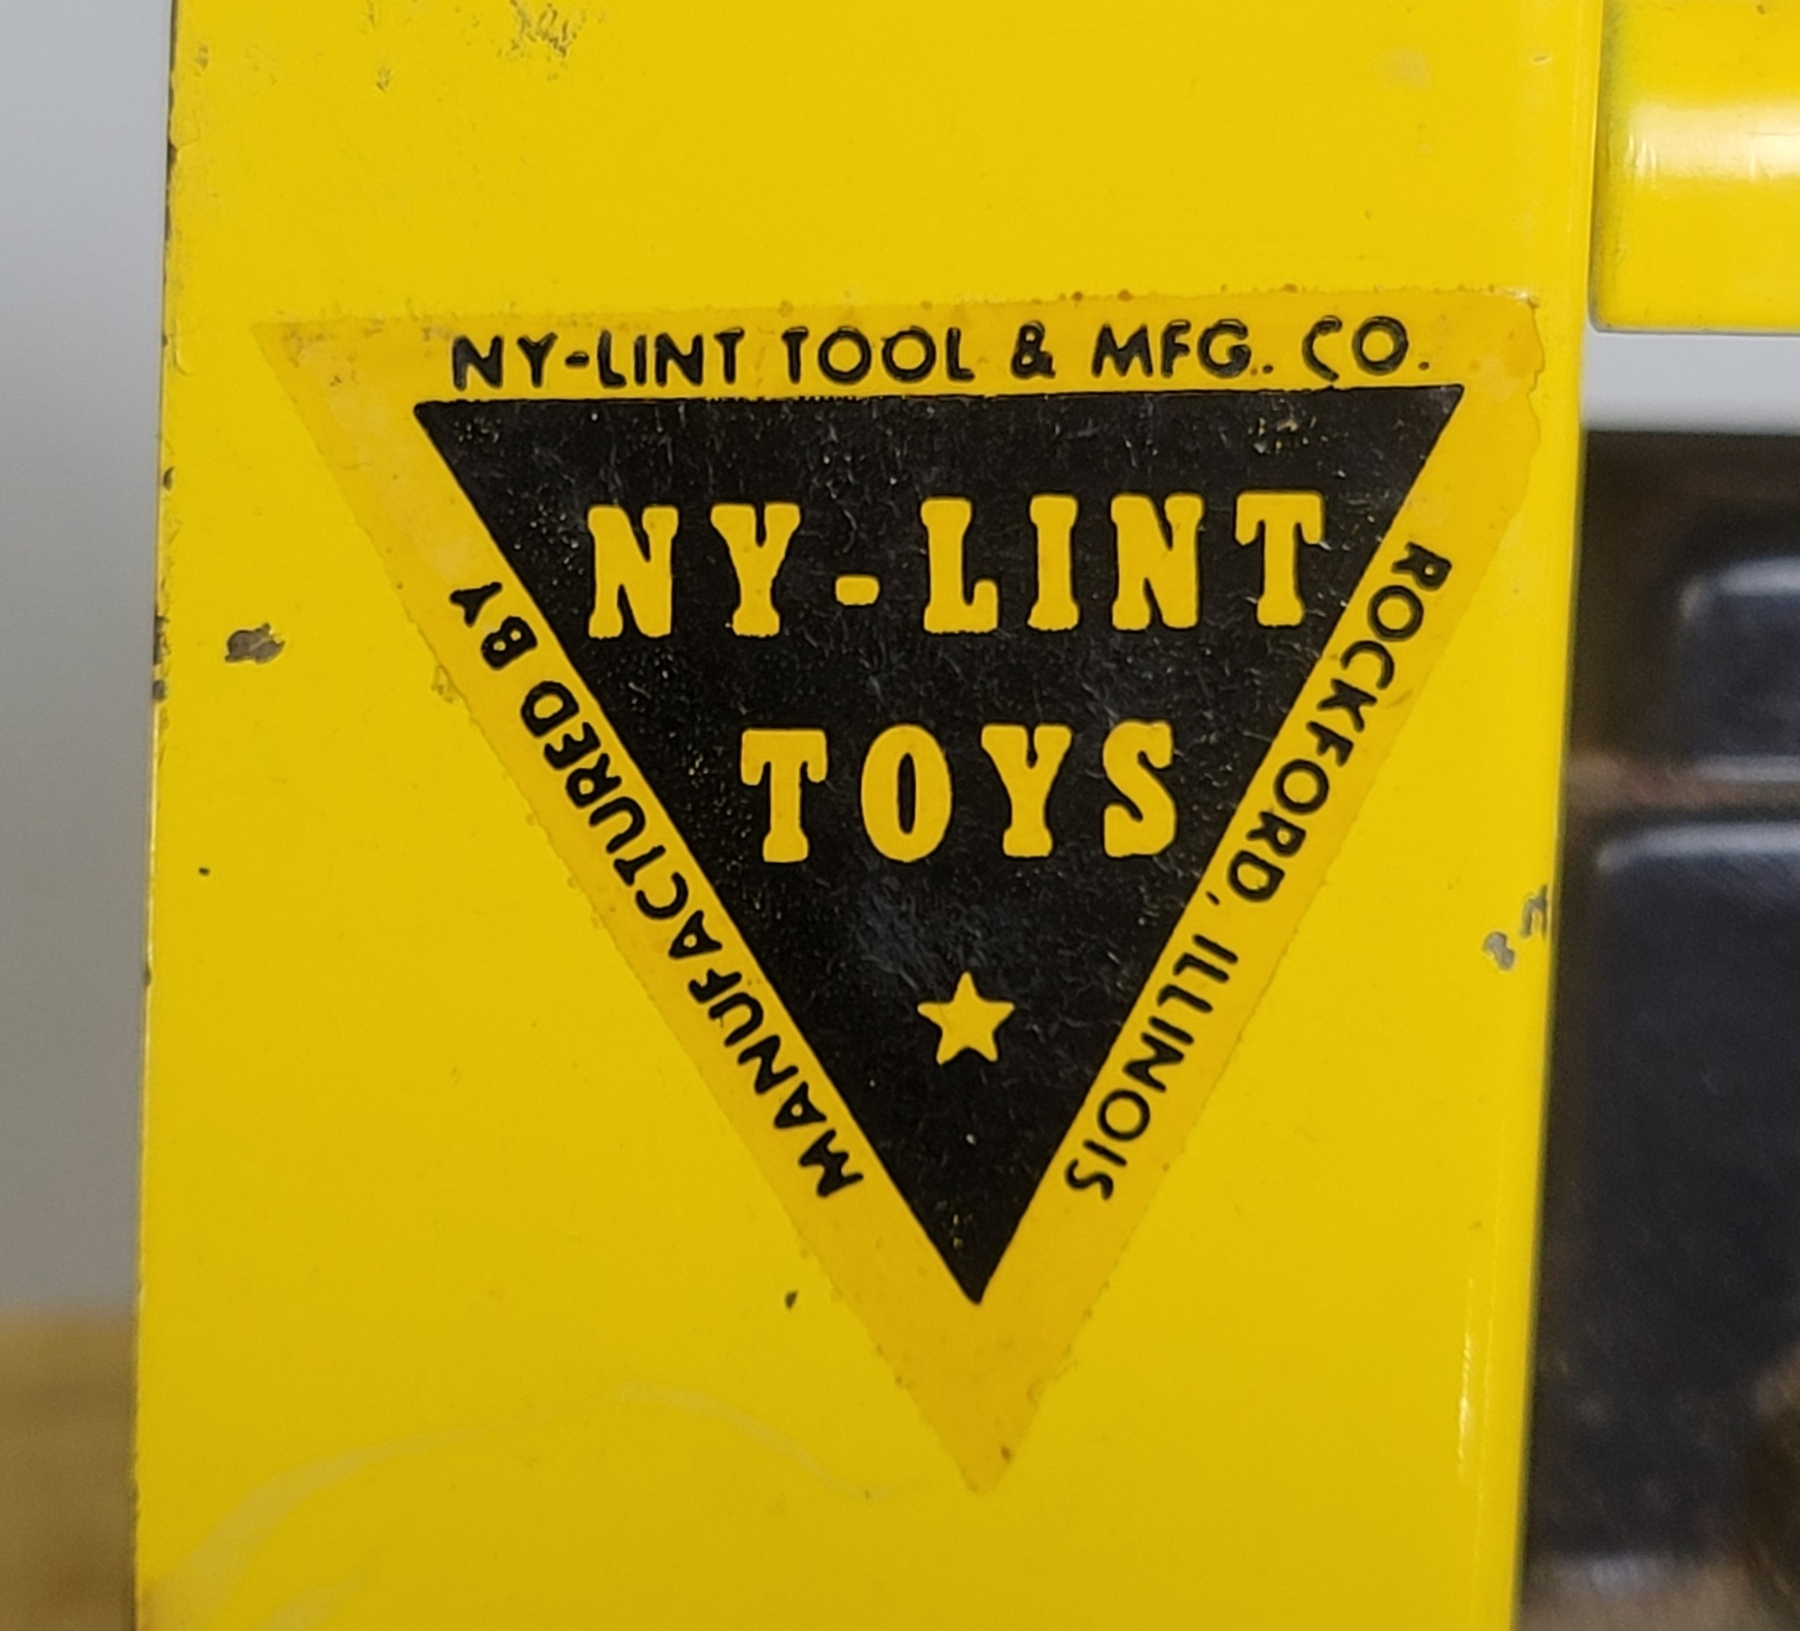 MANUFACTURED BY
NY-LINT TOOL & MFG. CO.
ROCKFORD, ILLINOIS
NY-LINT
TOYS